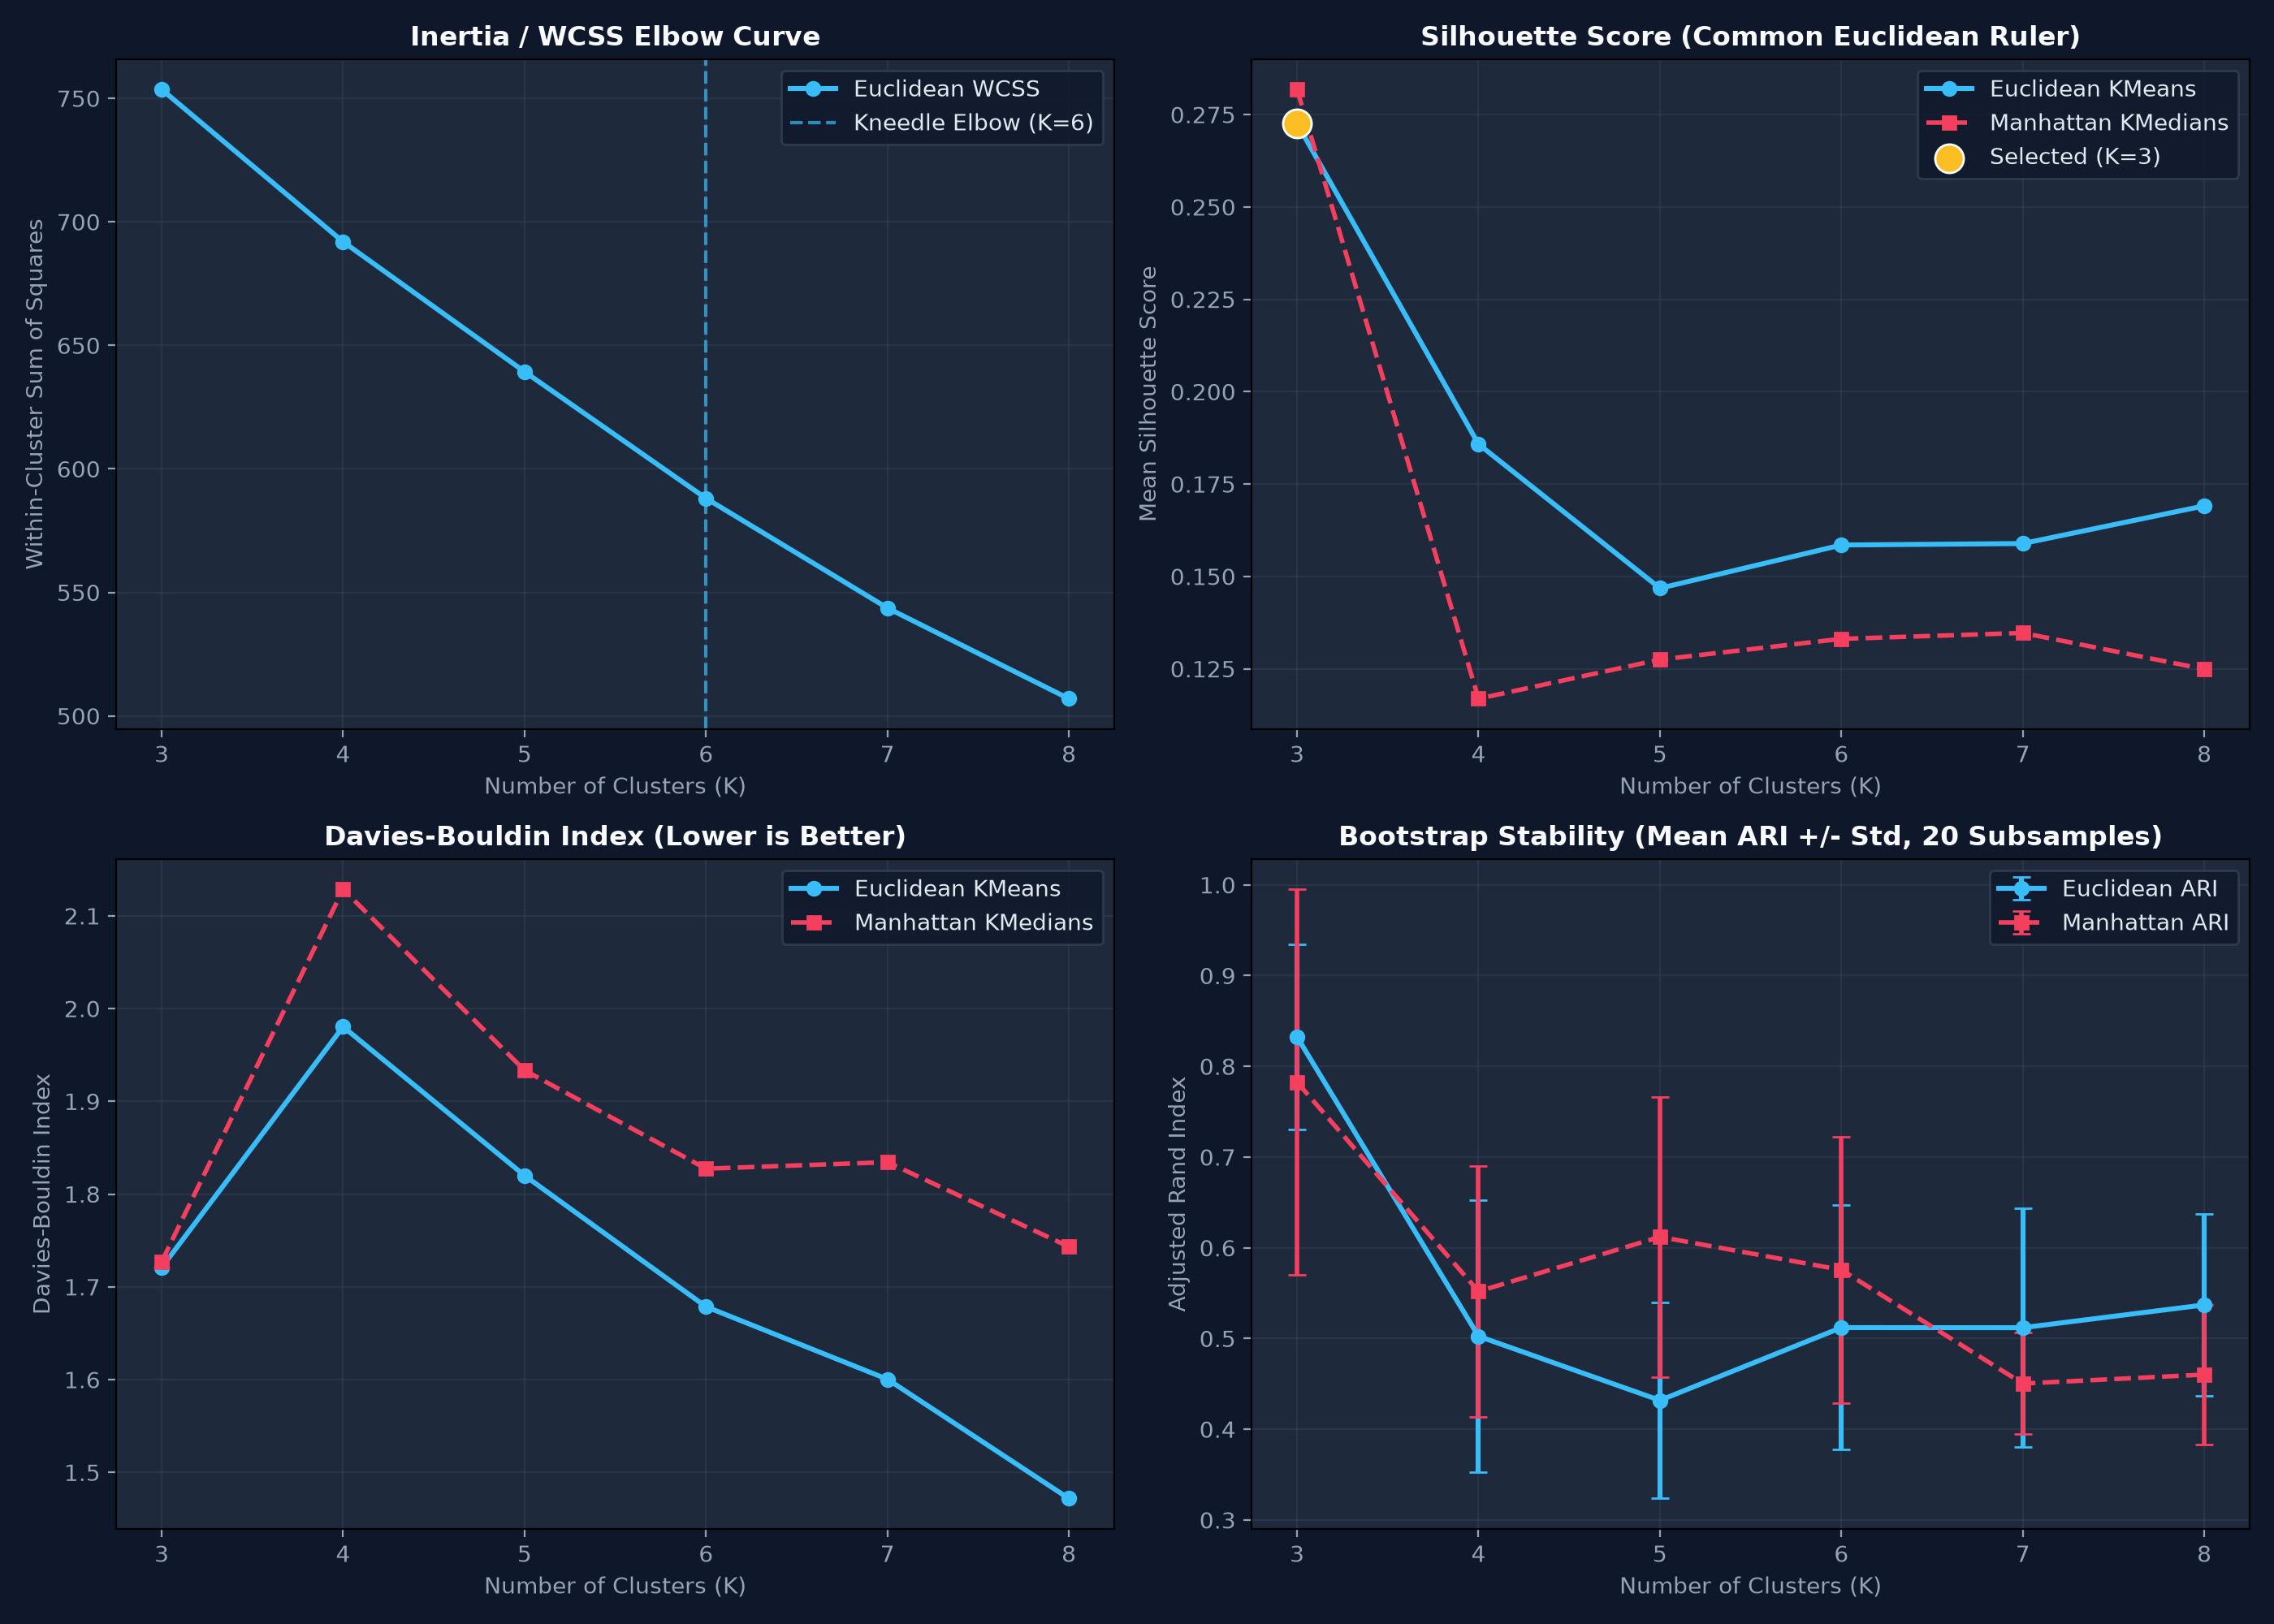 Inertia / WCSS Elbow Curve
Within-Cluster Sum of Squares
750
700
650
600
550
500
3 4 5 6 7 8
Number of Clusters (K)
Euclidean WCSS
Kneedle Elbow (K=6)
Silhouette Score (Common Euclidean Ruler)
Mean Silhouette Score
0.275
0.250
0.225
0.200
0.175
0.150
0.125
3 4 5 6 7 8
Number of Clusters (K)
Euclidean KMeans
Manhattan KMedians
Selected (K=3)
Davies-Bouldin Index (Lower is Better)
Davies-Bouldin Index
2.1
2.0
1.9
1.8
1.7
1.6
1.5
3 4 5 6 7 8
Number of Clusters (K)
Euclidean KMeans
Manhattan KMedians
Bootstrap Stability (Mean ARI +/- Std, 20 Subsamples)
Adjusted Rand Index
1.0
0.9
0.8
0.7
0.6
0.5
0.4
0.3
3 4 5 6 7 8
Number of Clusters (K)
Euclidean ARI
Manhattan ARI